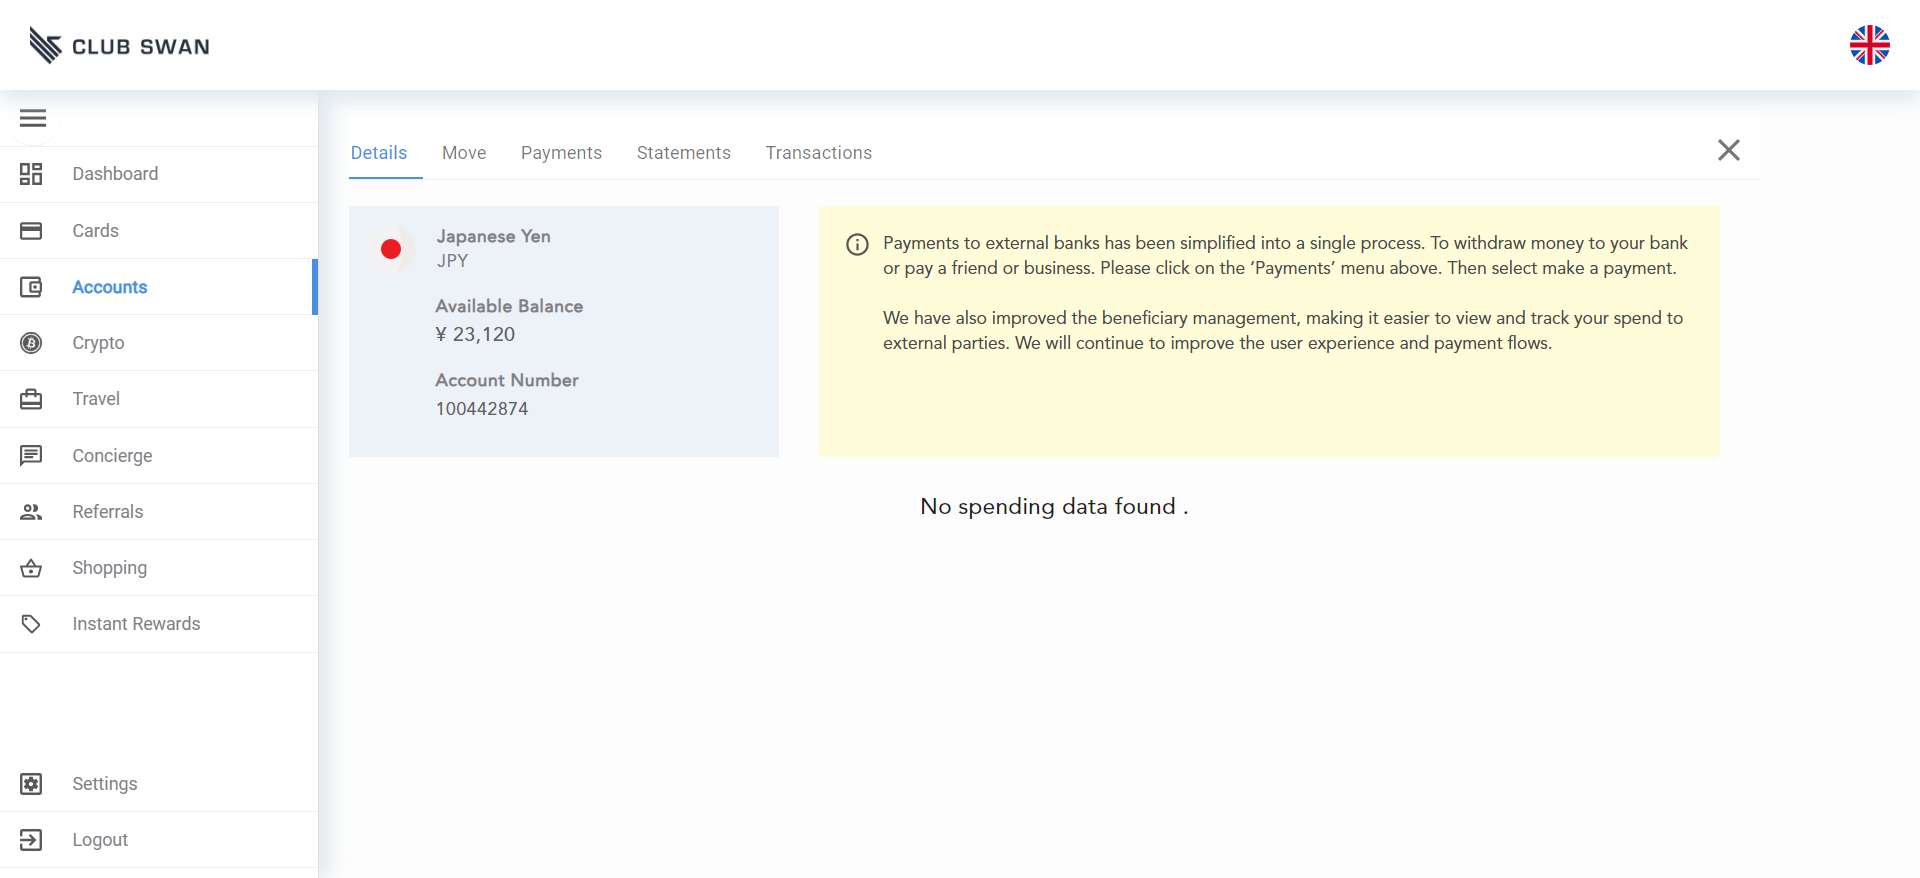 CLUB SWAN
Details
Move
Payments
Statements
Transactions
Dashboard
Cards
Accounts
Crypto
Travel
Concierge
Referrals
Shopping
Instant Rewards
Settings
Logout
Japanese Yen
JPY
Available Balance
¥ 23,120
Account Number
100442874
Payments to external banks has been simplified into a single process. To withdraw money to your bank
or pay a friend or business. Please click on the ‘Payments’ menu above. Then select make a payment.
We have also improved the beneficiary management, making it easier to view and track your spend to
external parties. We will continue to improve the user experience and payment flows.
No spending data found .